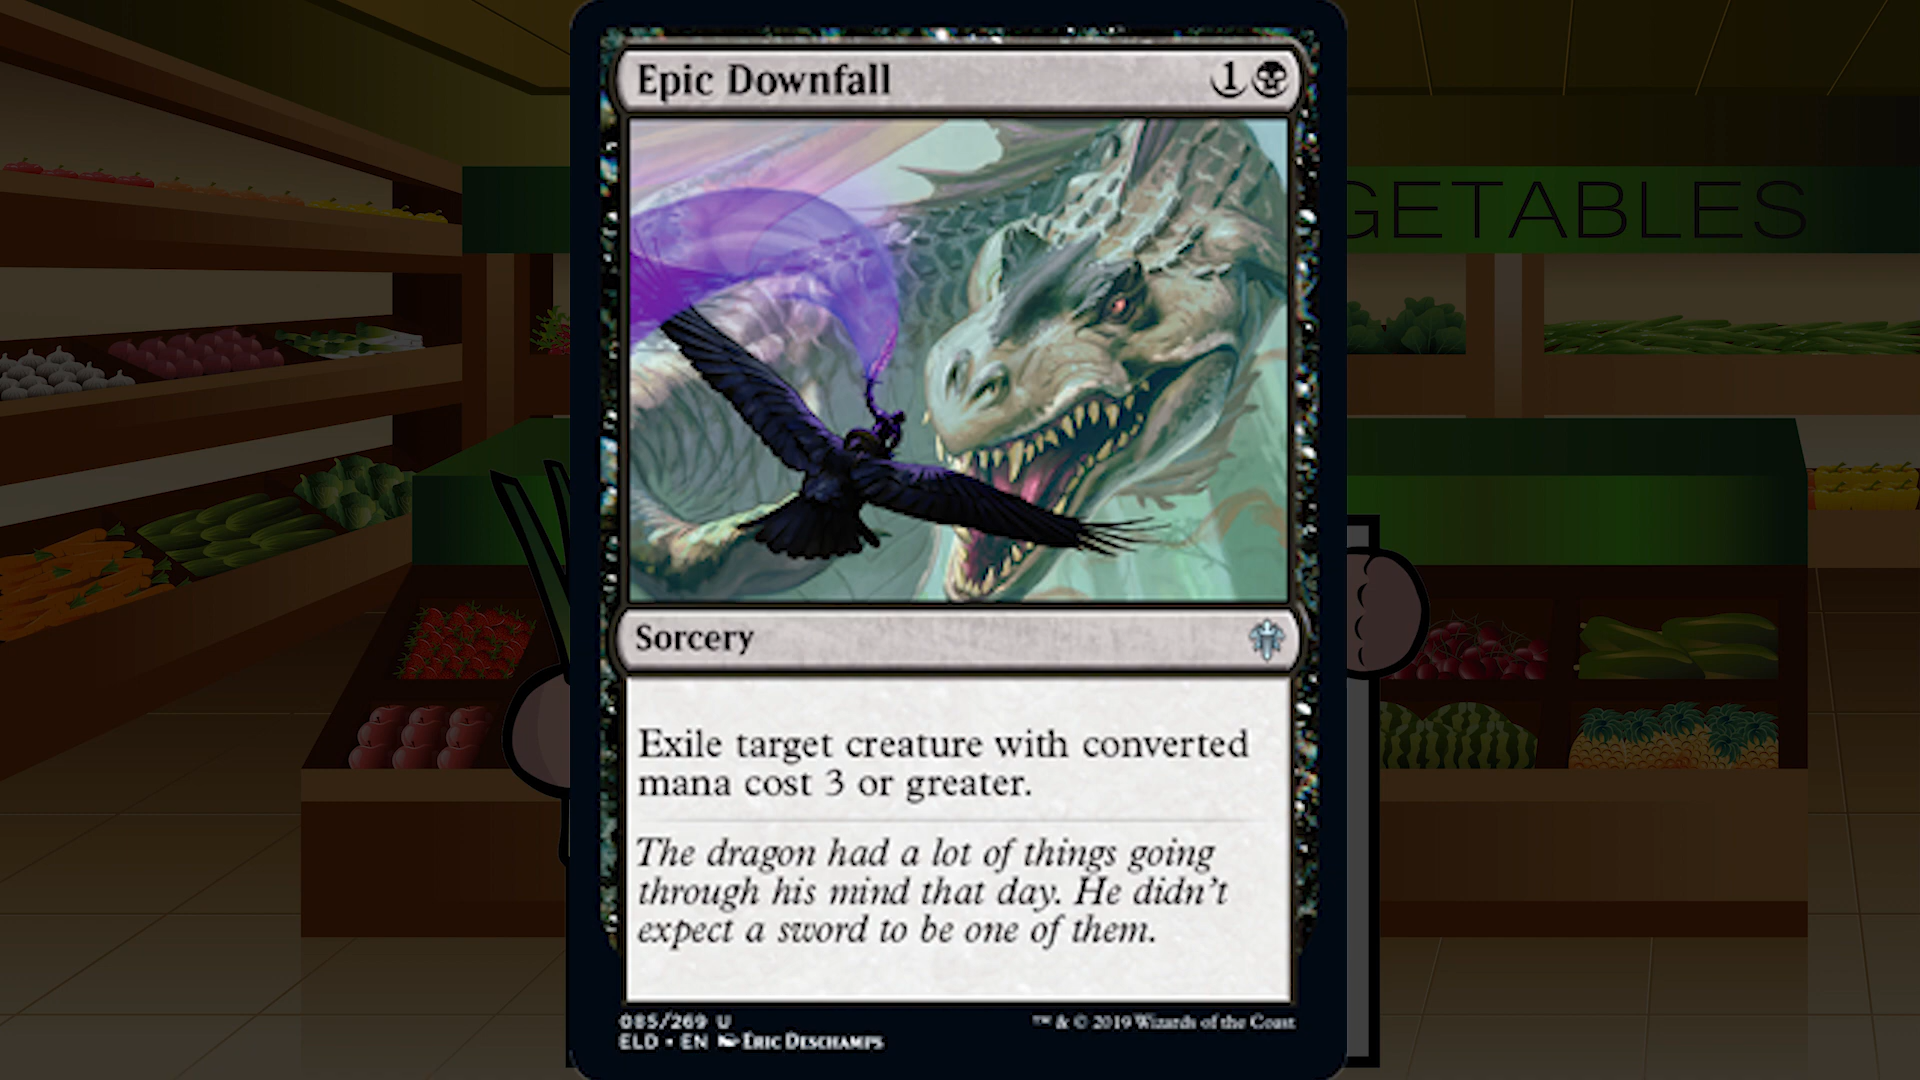 Epic Downfall
1
GETABLES
Sorcery
Exile target creature with converted
mana cost 3 or greater.
The dragon had a lot of things going
through his mind that day. He didn't
expect a sword to be one of them.
085/269 U
™ & © 2019 Wizards of the Coast
ELD • EN Eric Deschamps